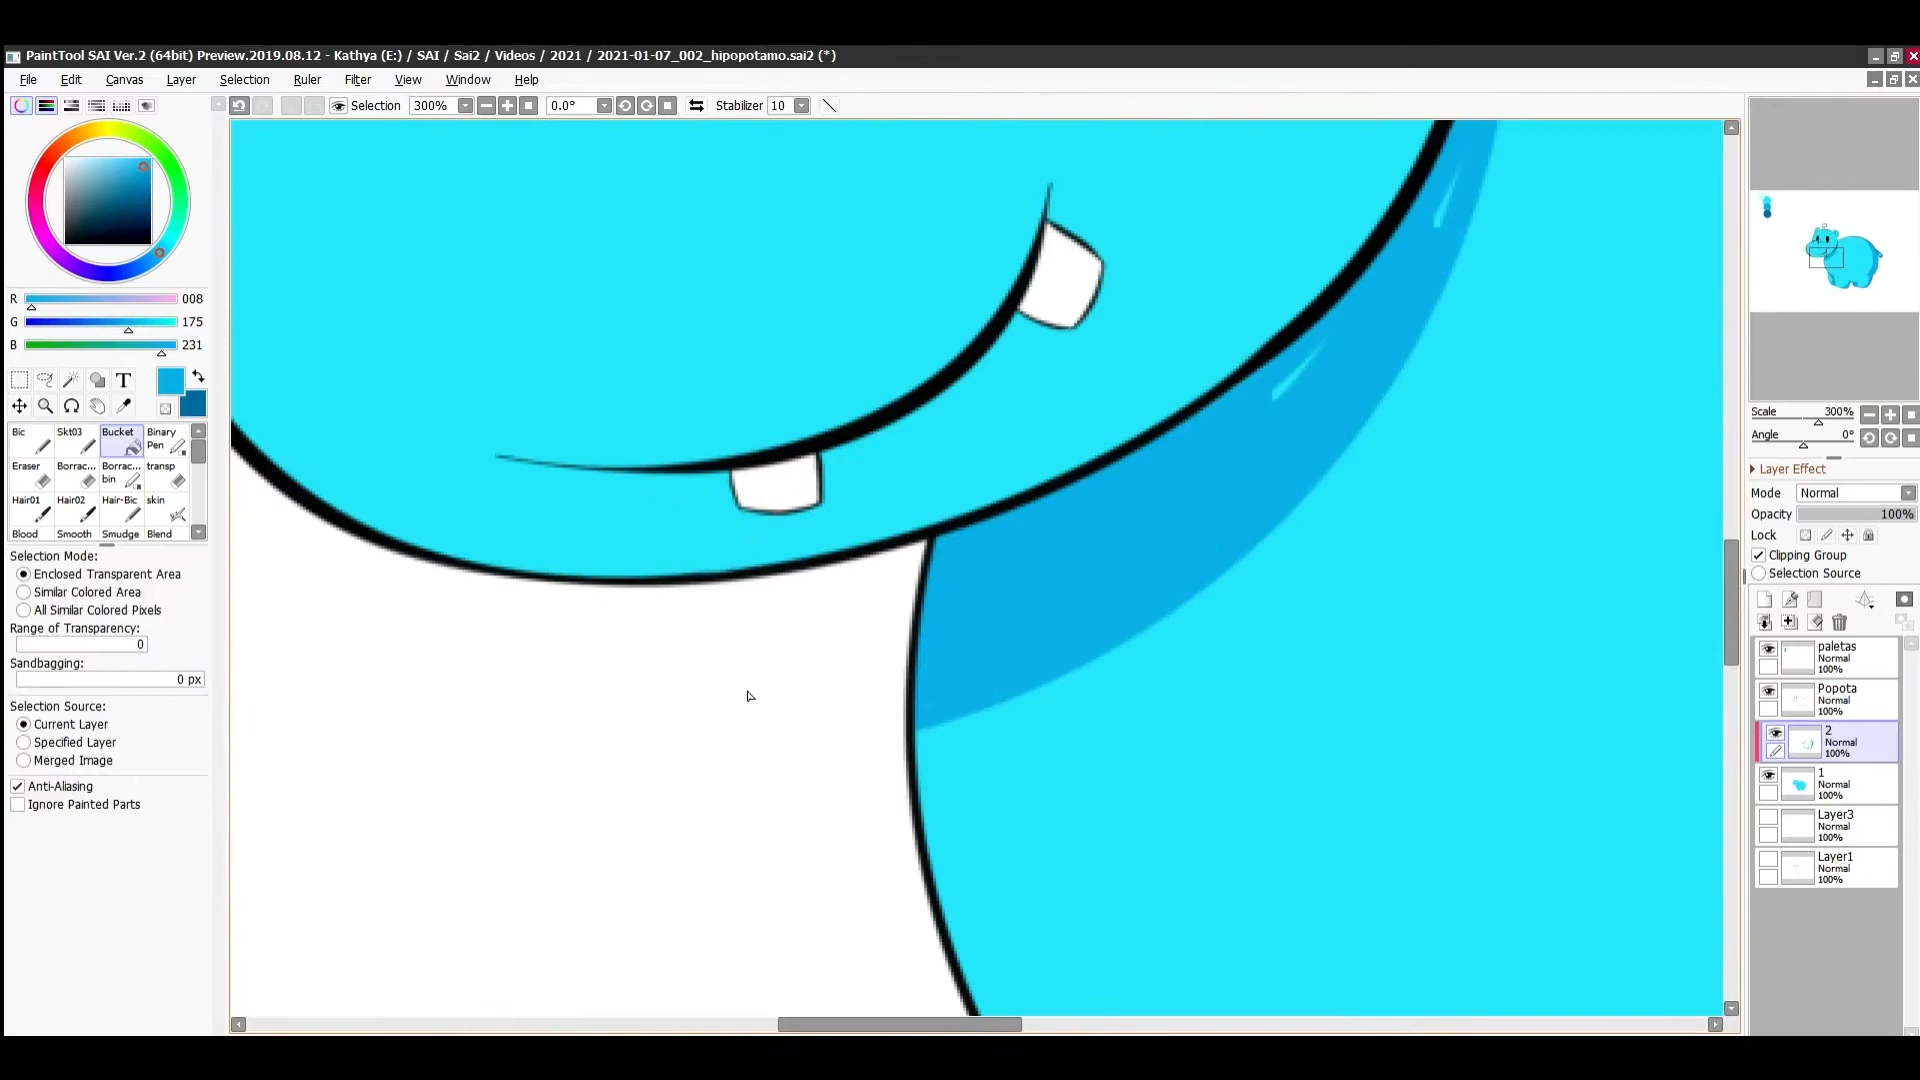 PaintTool SAI Ver.2 (64bit) Preview.2019.08.12 - Kathya (E:) / SAI / Sai2 / Videos / 2021 / 2021-01-07_002_hipopotamo.sai2 (*)
File Edit Canvas Layer Selection Ruler Filter View Window Help
Selection 300% 0.0° Stabilizer 10
R 008
G 175
B 231
T
Bic Skt03 Bucket Binary Pen
Eraser Borrac... Borrac... bin transp
Hair01 Hair02 Hair-Bic skin
Blood Smooth Smudge Blend
Selection Mode:
Enclosed Transparent Area
Similar Colored Area
All Similar Colored Pixels
Range of Transparency:
0
Sandbagging:
0 px
Selection Source:
Current Layer
Specified Layer
Merged Image
Anti-Aliasing
Ignore Painted Parts
Scale 300%
Angle 0°
Layer Effect
Mode Normal
Opacity 100%
Lock
Clipping Group
Selection Source
paletas
Normal
100%
Popota
Normal
100%
2
Normal
100%
1
Normal
100%
Layer3
Normal
100%
Layer1
Normal
100%